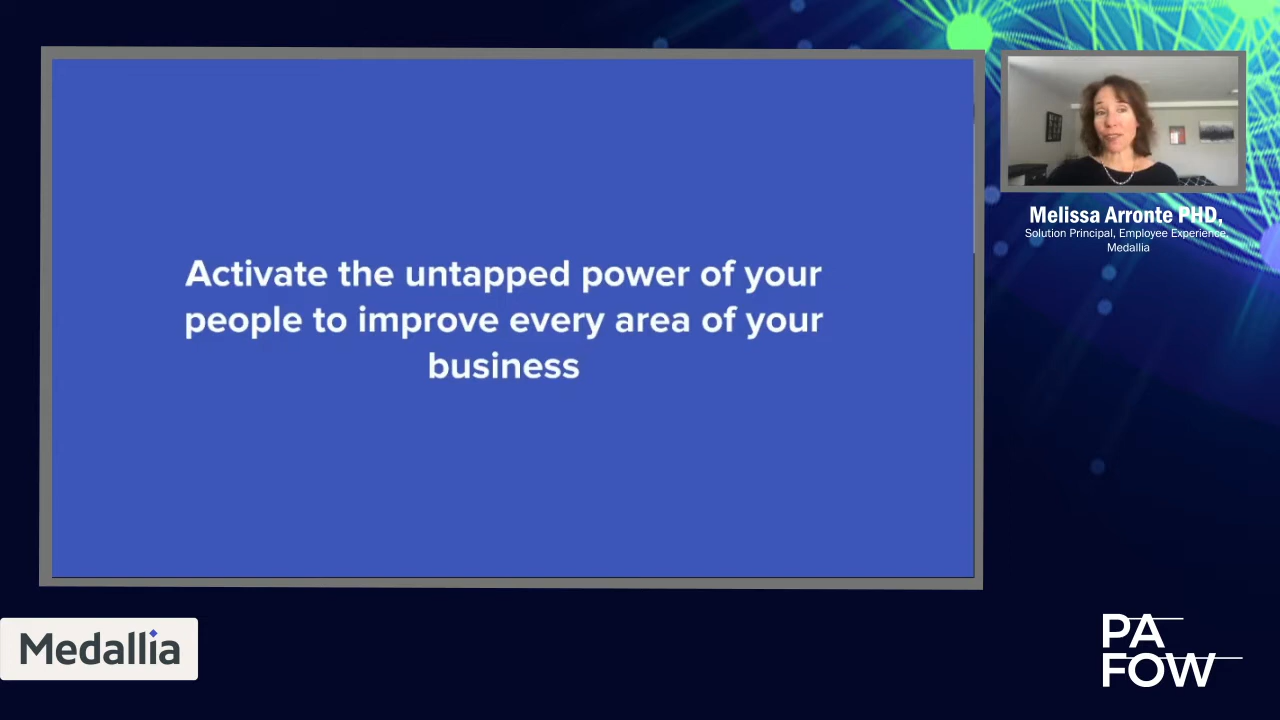 Activate the untapped power of your
people to improve every area of your
business
Melissa Arronte PHD,
Solution Principal, Employee Experience,
Medallia
Medallia
PA
FOW